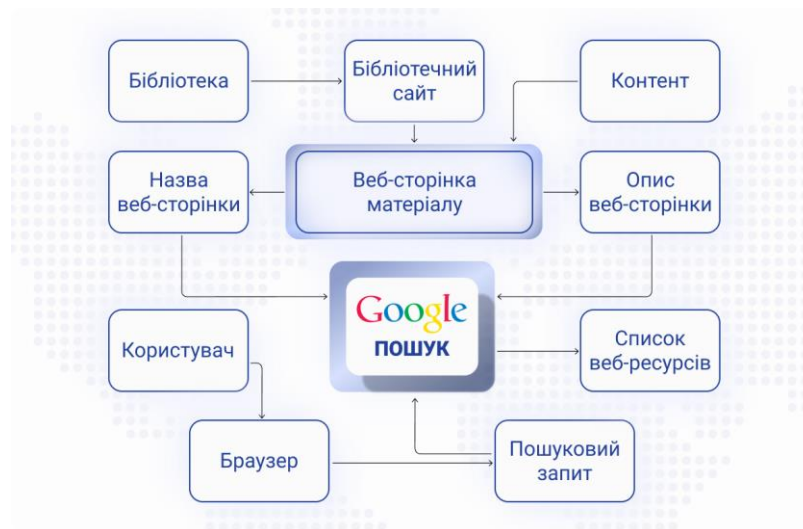 Бібліотека
Бібліотечний
сайт
Контент
Назва
веб-сторінки
Веб-сторінка
матеріалу
Опис
веб-сторінки
Google
ПОШУК
Користувач
Список
веб-ресурсів
Браузер
Пошуковий
запит